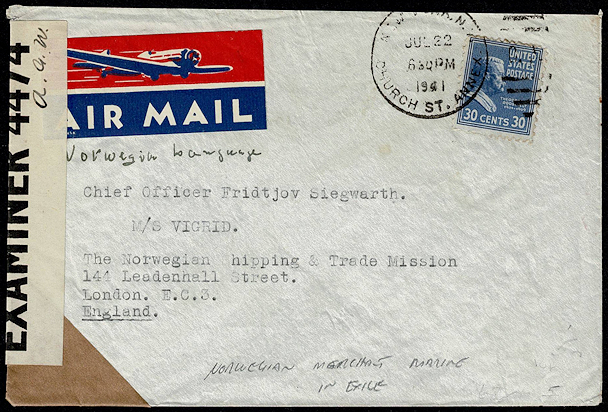 EXAMINER 4474
a. a. w.
AIR MAIL
Norwegian Language
JUL 22
6 30 PM
1941
CHURCH ST. ANNEX
UNITED
STATES
POSTAGE
30 CENTS 30
Chief Officer Fridtjov Siegwarth.
M/S VIGRID.
The Norwegian Shipping & Trade Mission
144 Leadenhall Street.
London. E.C.3.
England.
NORWEGIAN MERCHANT MARINE
IN EXILE